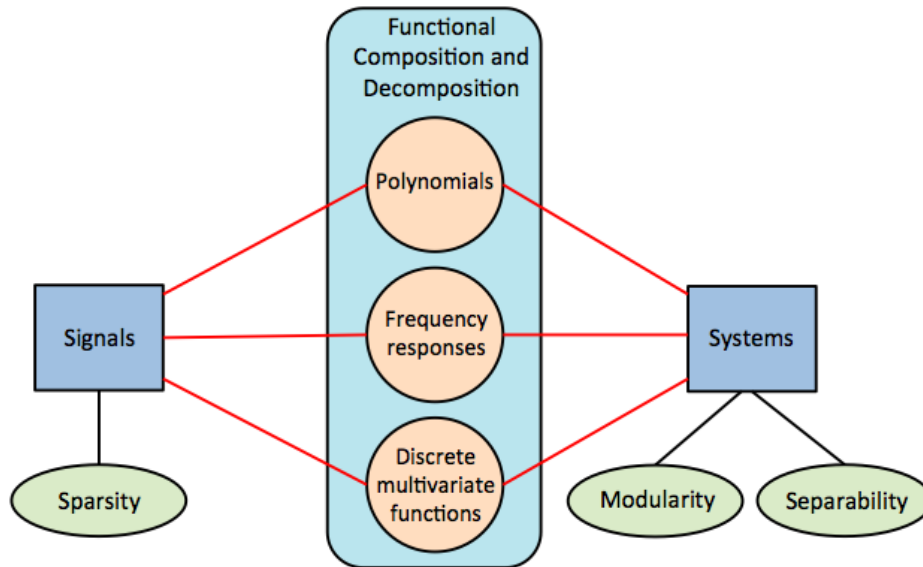 Functional
Composition and
Decomposition
Polynomials
Signals
Frequency
responses
Systems
Discrete
multivariate
functions
Sparsity
Modularity
Separability